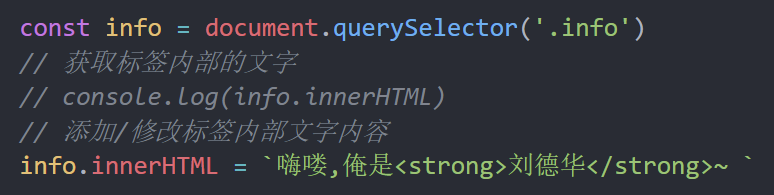 const info = document.querySelector('.info')
// 获取标签内部的文字
// console.log(info.innerHTML)
// 添加/修改标签内部文字内容
info.innerHTML = `嗨喽,俺是<strong>刘德华</strong>~ `